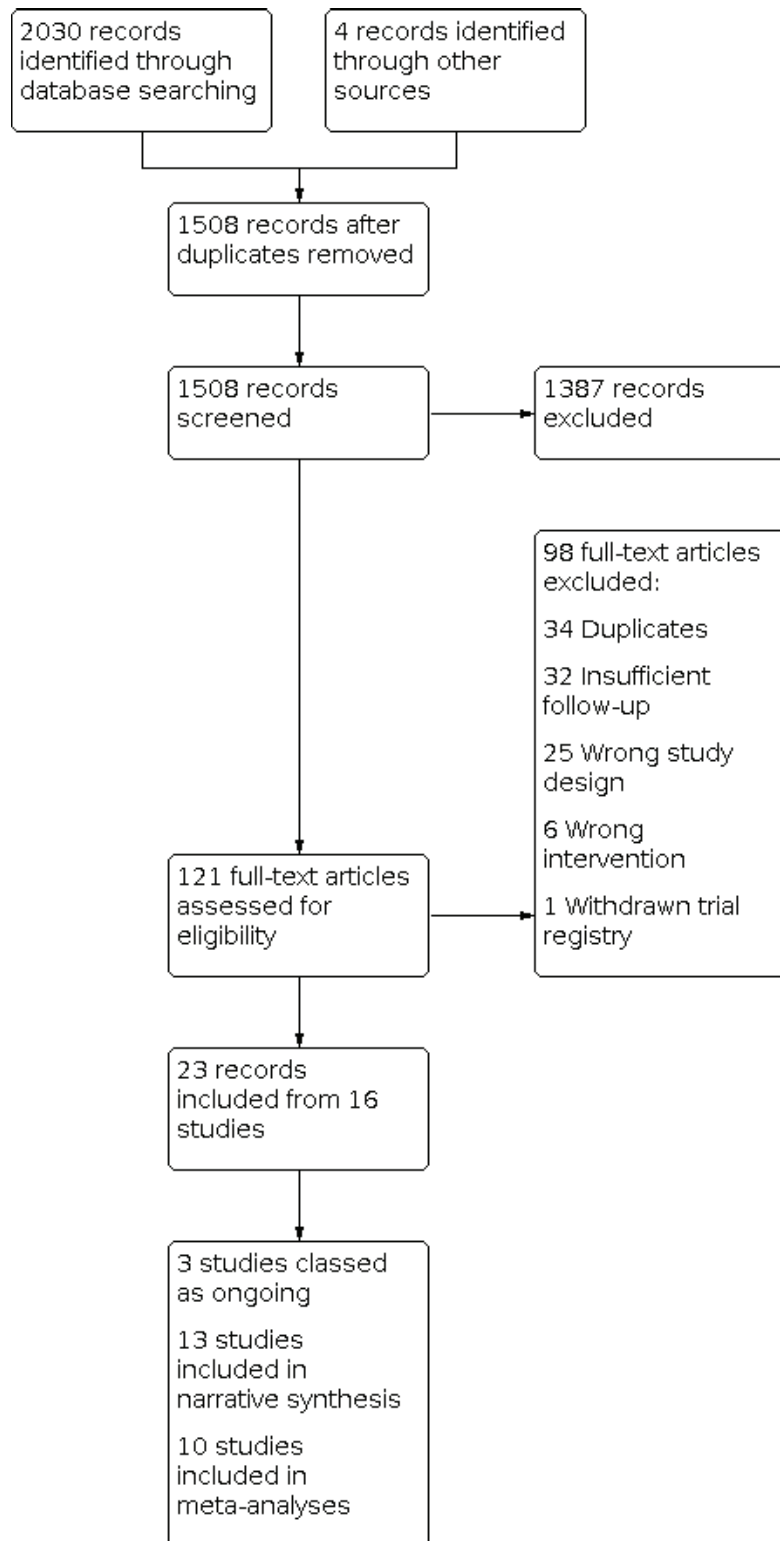 2030 records
identified through
database searching
4 records identified
through other
sources
1508 records after
duplicates removed
1508 records
screened
1387 records
excluded
98 full-text articles
excluded:
34 Duplicates
32 Insufficient
follow-up
25 Wrong study
design
6 Wrong
intervention
1 Withdrawn trial
registry
121 full-text articles
assessed for
eligibility
23 records
included from 16
studies
3 studies classed
as ongoing
13 studies
included in
narrative synthesis
10 studies
included in
meta-analyses